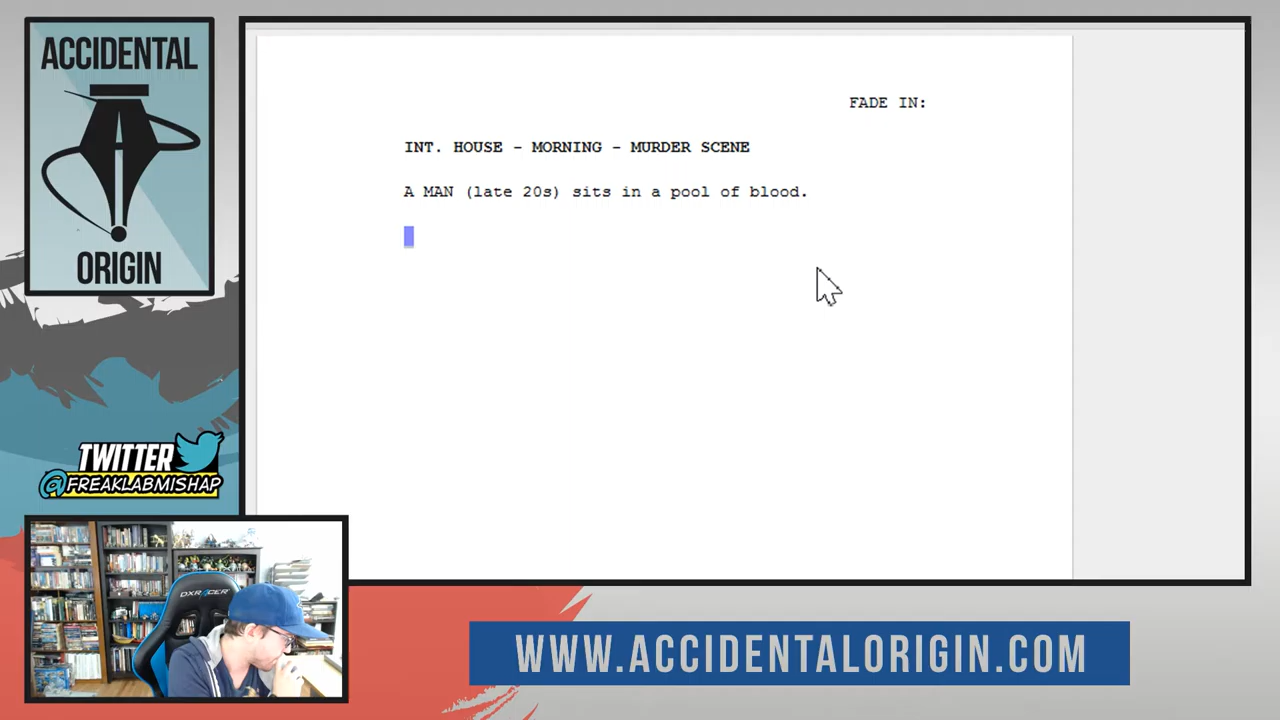 ACCIDENTAL
ORIGIN
FADE IN:
INT. HOUSE - MORNING - MURDER SCENE
A MAN (late 20s) sits in a pool of blood.
TWITTER
@FREAKLABMISHAP
DXRACER
WWW.ACCIDENTALORIGIN.COM